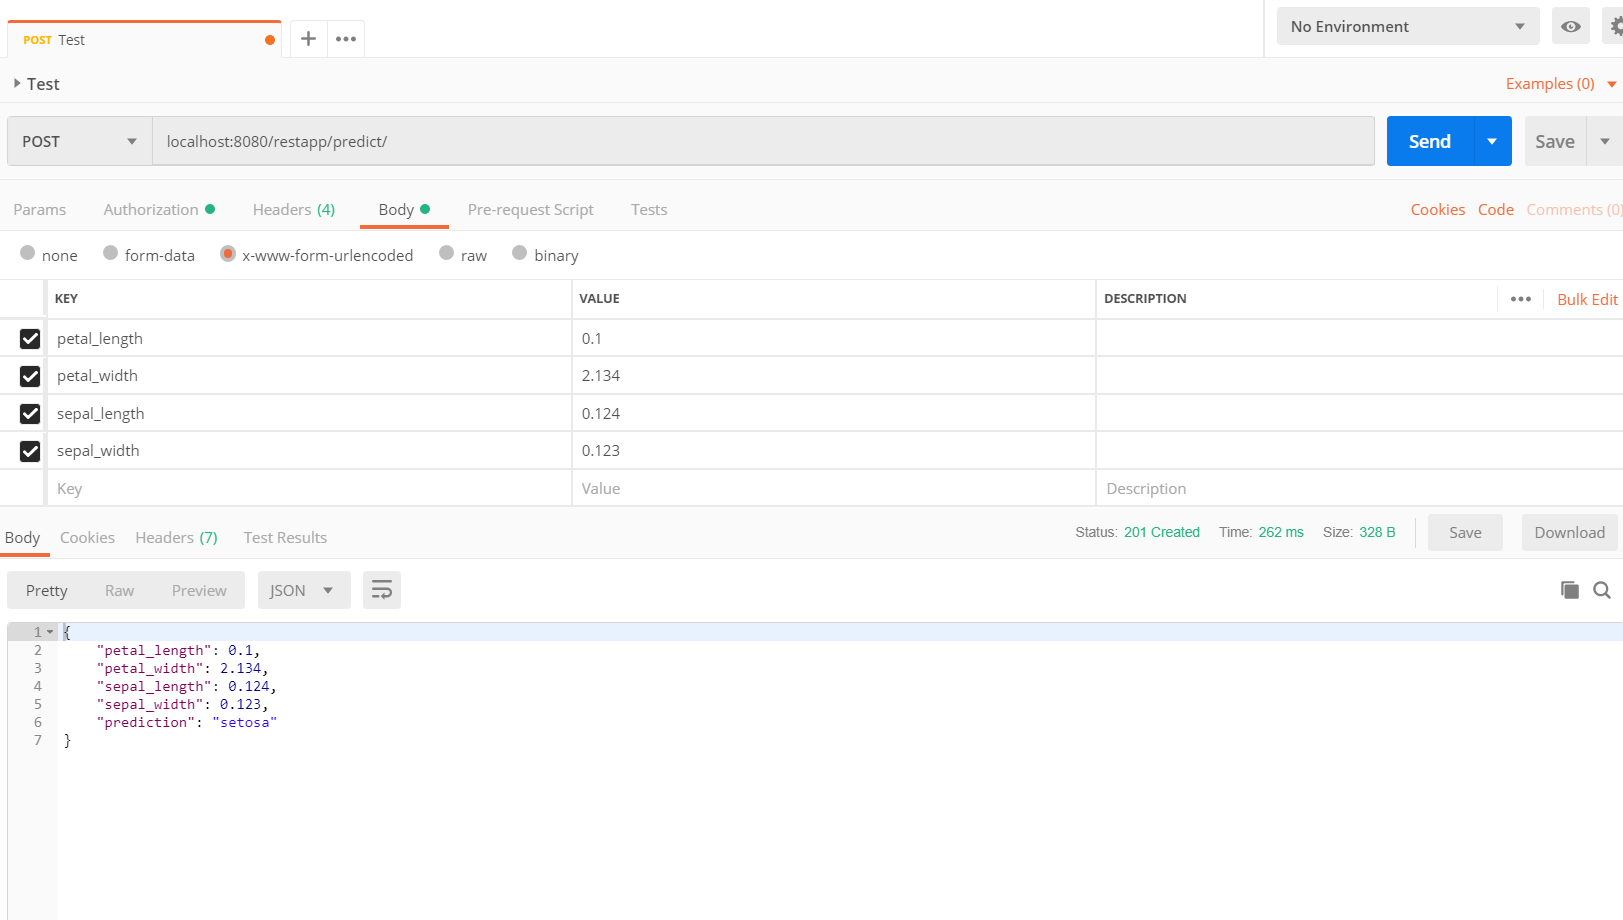 POST Test
No Environment
Test
Examples (0)
POST localhost:8080/restapp/predict/ Send Save
Params Authorization Headers (4) Body Pre-request Script Tests Cookies Code Comments (0)
none form-data x-www-form-urlencoded raw binary
KEY VALUE DESCRIPTION Bulk Edit
petal_length 0.1
petal_width 2.134
sepal_length 0.124
sepal_width 0.123
Key Value Description
Body Cookies Headers (7) Test Results Status: 201 Created Time: 262 ms Size: 328 B Save Download
Pretty Raw Preview JSON
1 {
2 "petal_length": 0.1,
3 "petal_width": 2.134,
4 "sepal_length": 0.124,
5 "sepal_width": 0.123,
6 "prediction": "setosa"
7 }